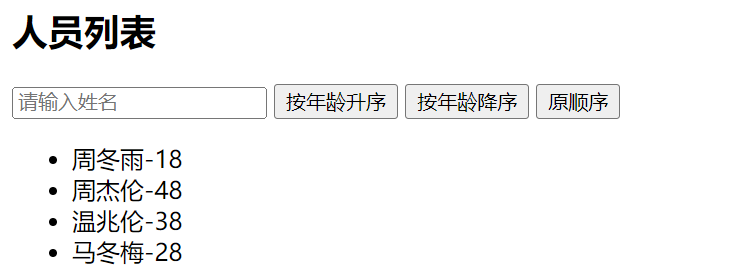 人员列表
请输入姓名 按年龄升序 按年龄降序 原顺序
周冬雨-18
周杰伦-48
温兆伦-38
马冬梅-28